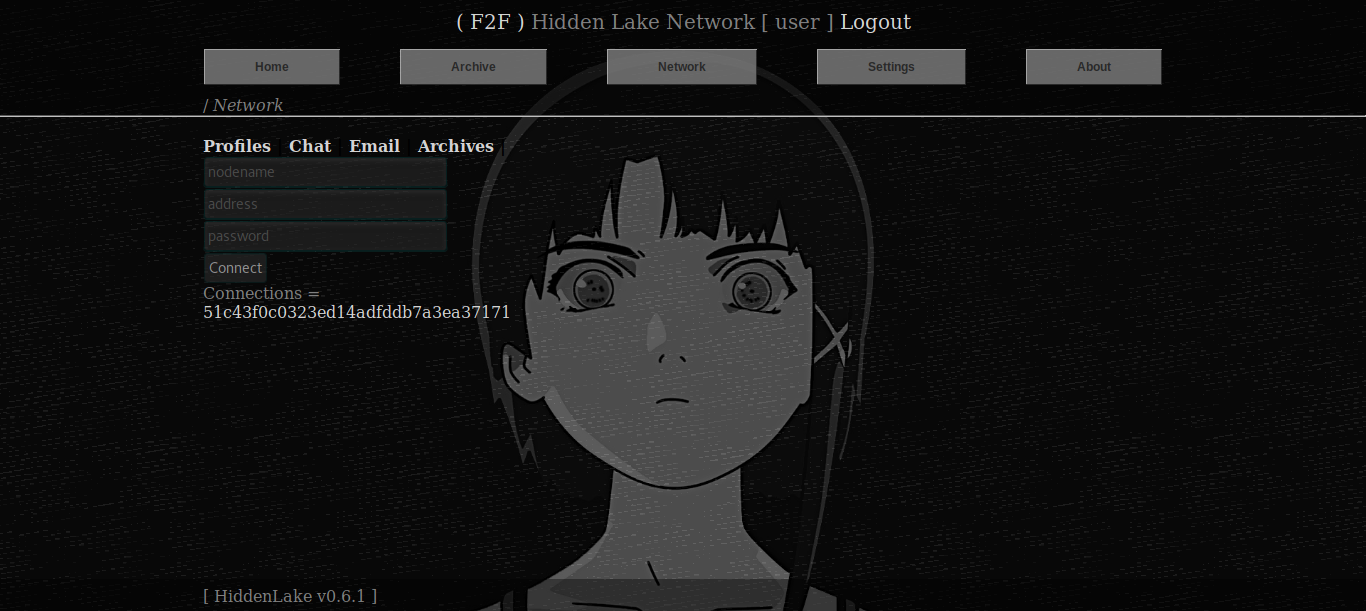 ( F2F ) Hidden Lake Network [ user ] Logout
Home Archive Network Settings About
/ Network
Profiles Chat Email Archives
nodename
address
password
Connect
Connections =
51c43f0c0323ed14adfddb7a3ea37171
[ HiddenLake v0.6.1 ]